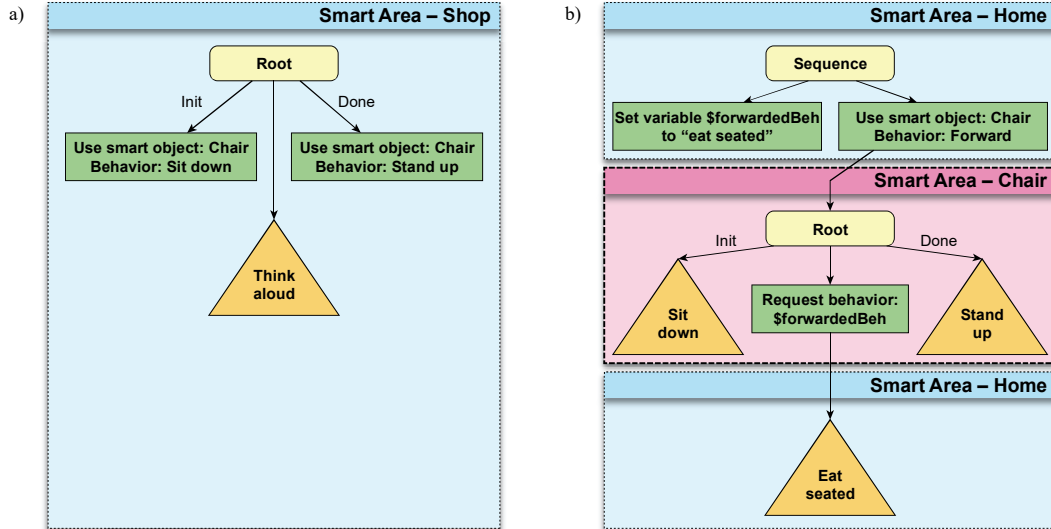 a)
Smart Area – Shop
Root
Init
Done
Use smart object: Chair
Behavior: Sit down
Use smart object: Chair
Behavior: Stand up
Think
aloud
b)
Smart Area – Home
Sequence
Set variable $forwardedBeh
to “eat seated”
Use smart object: Chair
Behavior: Forward
Smart Area – Chair
Root
Init
Done
Sit
down
Request behavior:
$forwardedBeh
Stand
up
Smart Area – Home
Eat
seated